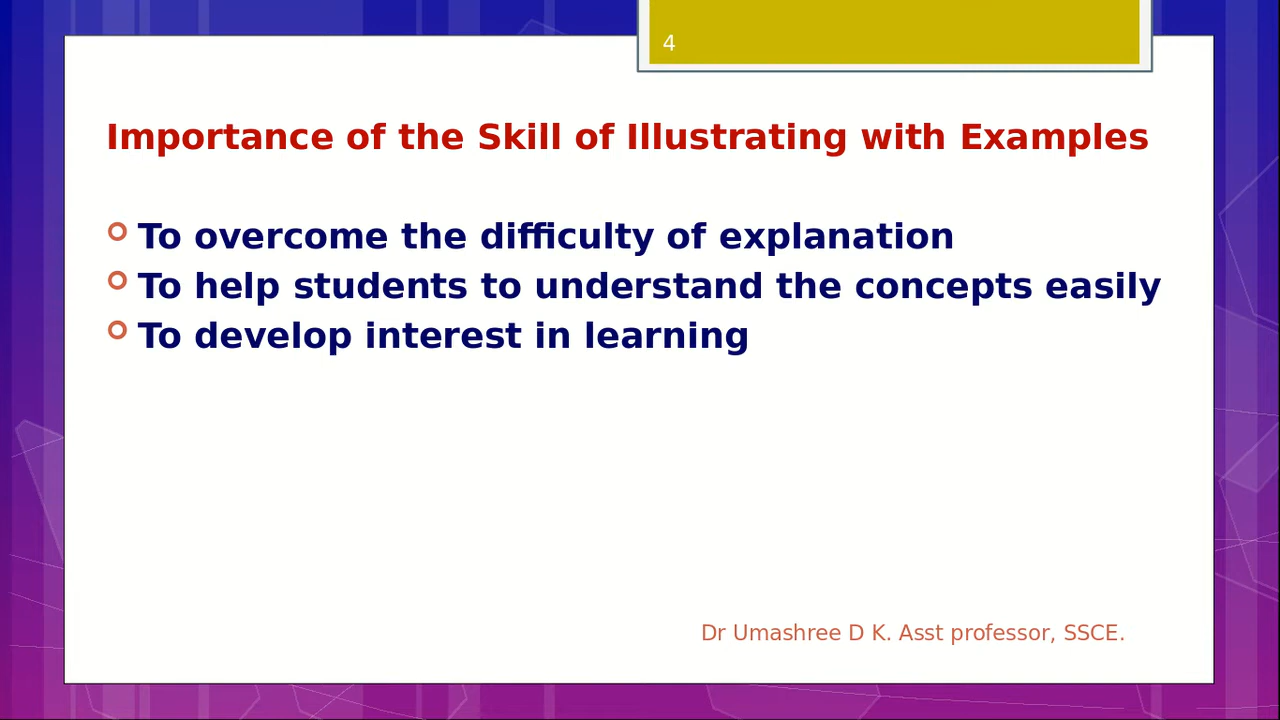 4
Importance of the Skill of Illustrating with Examples
To overcome the difficulty of explanation
To help students to understand the concepts easily
To develop interest in learning
Dr Umashree D K. Asst professor, SSCE.